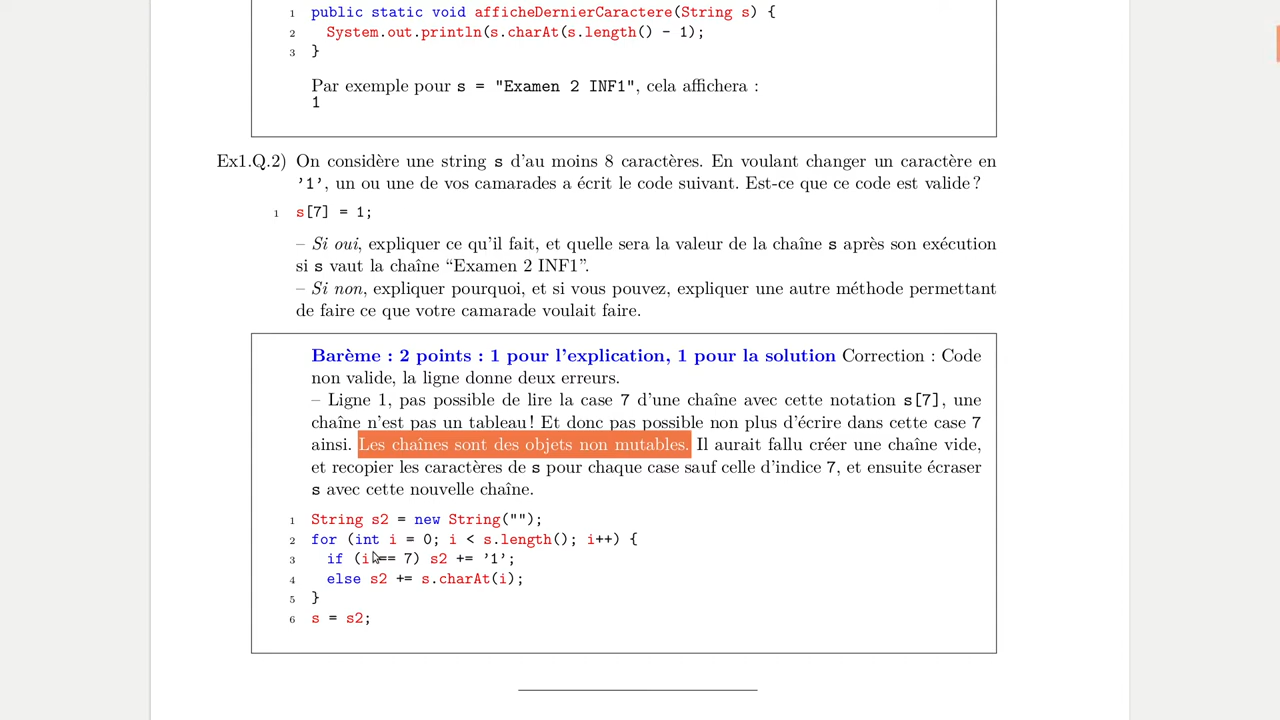 1 public static void afficheDernierCaractere(String s) {
2 System.out.println(s.charAt(s.length() - 1);
3 }
Par exemple pour s = "Examen 2 INF1", cela affichera :
1
Ex1.Q.2) On considère une string s d'au moins 8 caractères. En voulant changer un caractère en
'1', un ou une de vos camarades a écrit le code suivant. Est-ce que ce code est valide ?
1 s[7] = 1;
– Si oui, expliquer ce qu'il fait, et quelle sera la valeur de la chaîne s après son exécution
si s vaut la chaîne “Examen 2 INF1”.
– Si non, expliquer pourquoi, et si vous pouvez, expliquer une autre méthode permettant
de faire ce que votre camarade voulait faire.
Barème : 2 points : 1 pour l'explication, 1 pour la solution Correction : Code
non valide, la ligne donne deux erreurs.
– Ligne 1, pas possible de lire la case 7 d'une chaîne avec cette notation s[7], une
chaîne n'est pas un tableau ! Et donc pas possible non plus d'écrire dans cette case 7
ainsi. Les chaînes sont des objets non mutables. Il aurait fallu créer une chaîne vide,
et recopier les caractères de s pour chaque case sauf celle d'indice 7, et ensuite écraser
s avec cette nouvelle chaîne.
1 String s2 = new String("");
2 for (int i = 0; i < s.length(); i++) {
3 if (i == 7) s2 += '1';
4 else s2 += s.charAt(i);
5 }
6 s = s2;